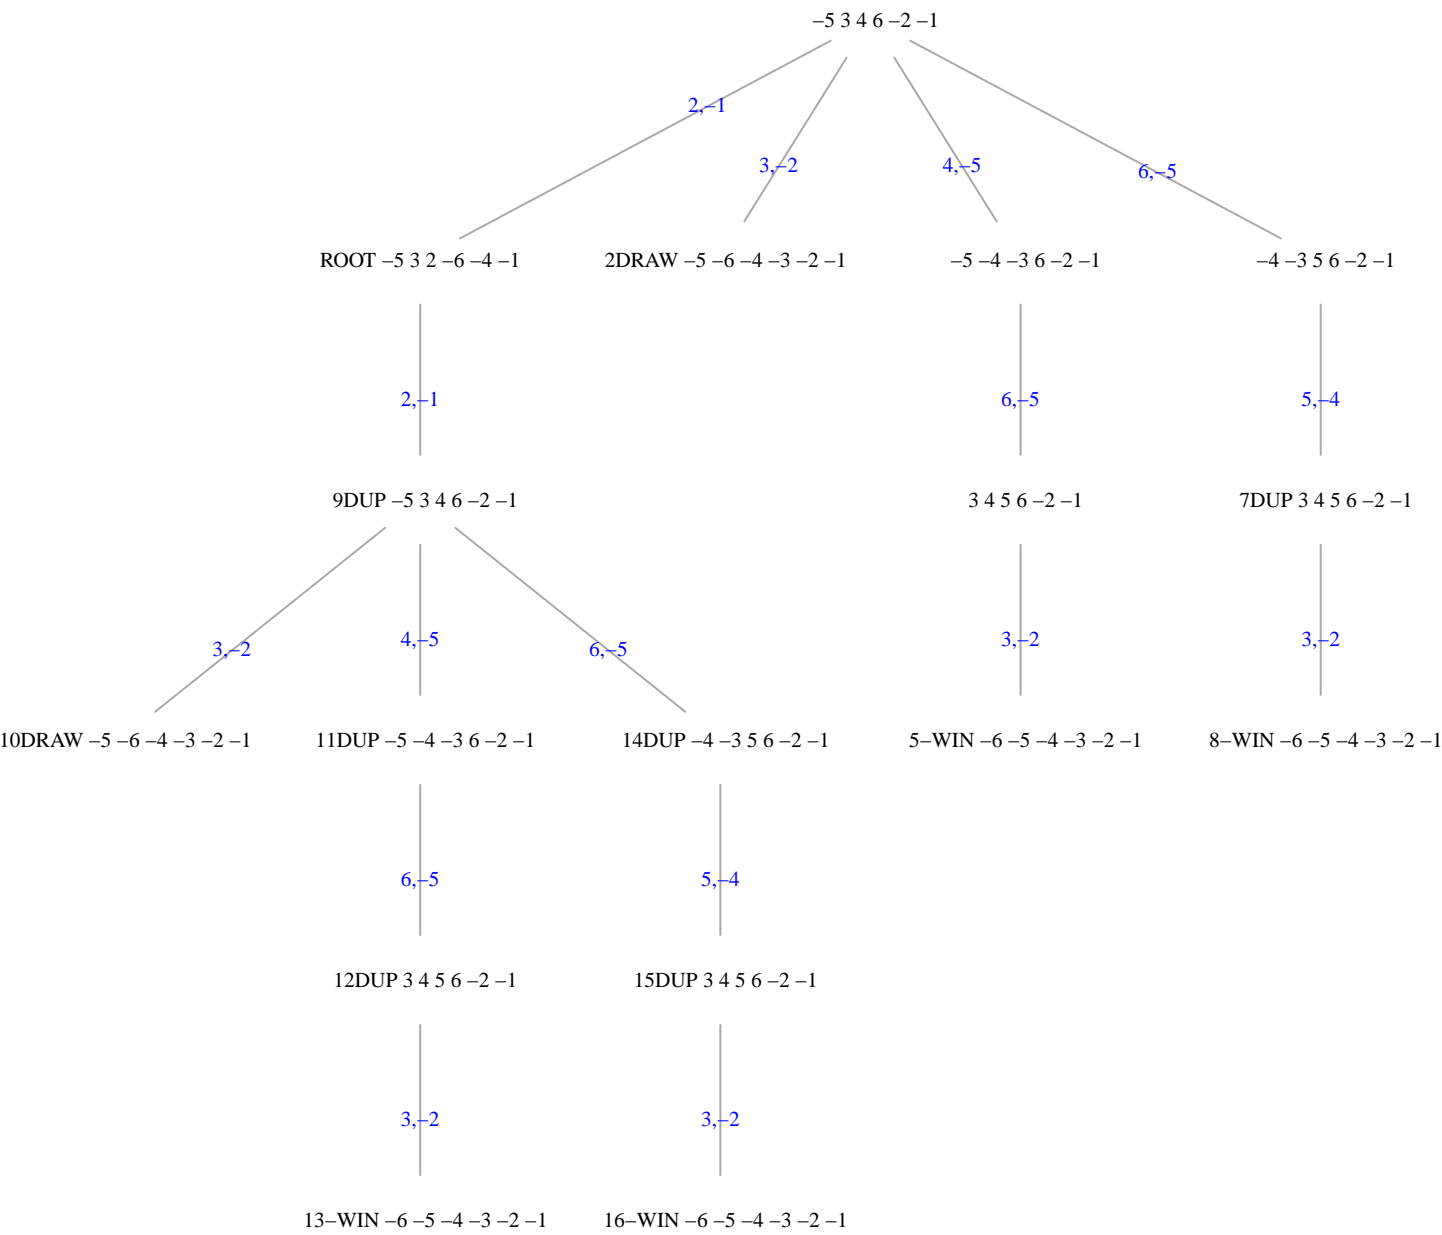 –5 3 4 6 –2 –1
2,–1
3,–2
4,–5
6,–5
ROOT –5 3 2 –6 –4 –1
2DRAW –5 –6 –4 –3 –2 –1
–5 –4 –3 6 –2 –1
–4 –3 5 6 –2 –1
2,–1
6,–5
5,–4
9DUP –5 3 4 6 –2 –1
3 4 5 6 –2 –1
7DUP 3 4 5 6 –2 –1
3,–2
4,–5
6,–5
3,–2
3,–2
10DRAW –5 –6 –4 –3 –2 –1
11DUP –5 –4 –3 6 –2 –1
14DUP –4 –3 5 6 –2 –1
5–WIN –6 –5 –4 –3 –2 –1
8–WIN –6 –5 –4 –3 –2 –1
6,–5
5,–4
12DUP 3 4 5 6 –2 –1
15DUP 3 4 5 6 –2 –1
3,–2
3,–2
13–WIN –6 –5 –4 –3 –2 –1
16–WIN –6 –5 –4 –3 –2 –1